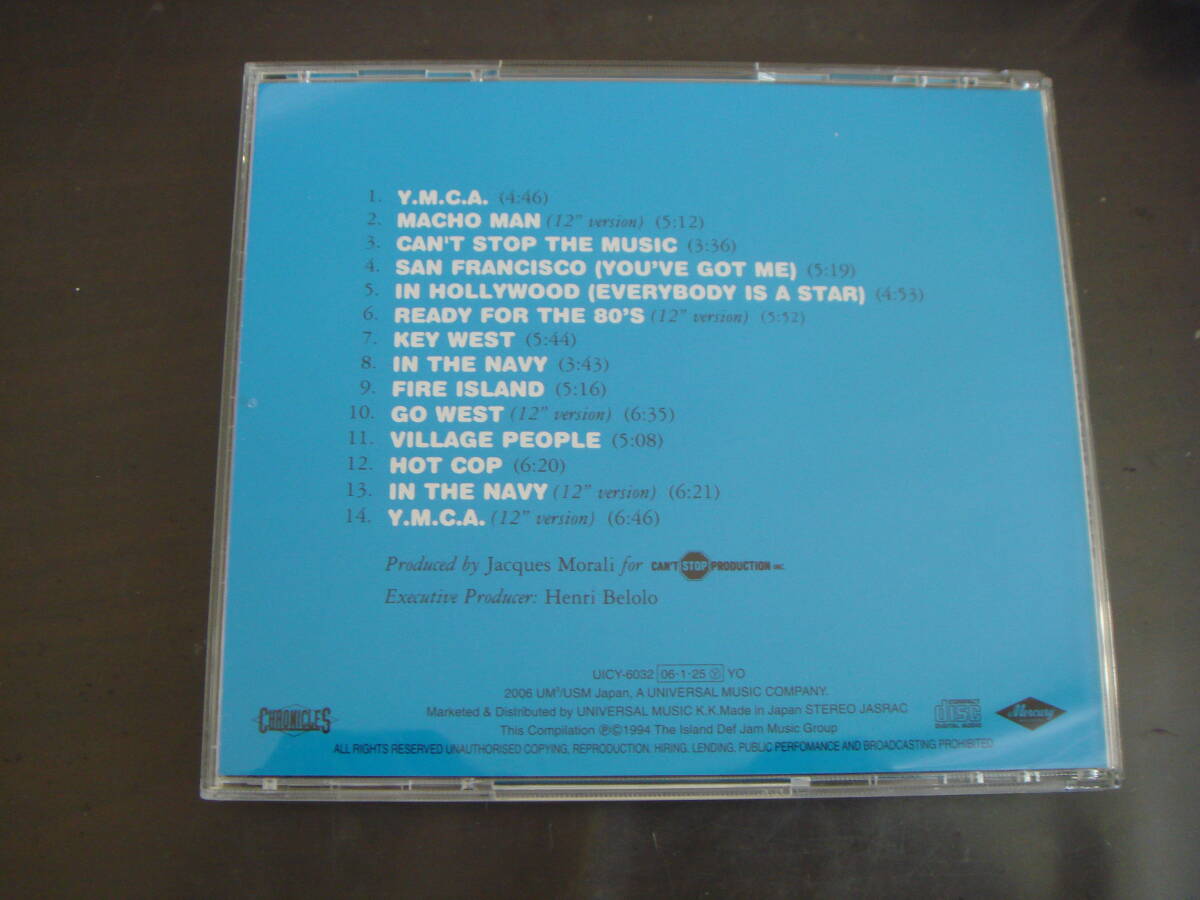 1. Y.M.C.A. (4:46)
2. MACHO MAN (12" version) (5:12)
3. CAN'T STOP THE MUSIC (3:36)
4. SAN FRANCISCO (YOU'VE GOT ME) (5:19)
5. IN HOLLYWOOD (EVERYBODY IS A STAR) (4:53)
6. READY FOR THE 80'S (12" version) (5:52)
7. KEY WEST (5:44)
8. IN THE NAVY (3:43)
9. FIRE ISLAND (5:16)
10. GO WEST (12" version) (6:35)
11. VILLAGE PEOPLE (5:08)
12. HOT COP (6:20)
13. IN THE NAVY (12" version) (6:21)
14. Y.M.C.A. (12" version) (6:46)
Produced by Jacques Morali for CAN'T STOP PRODUCTION INC.
Executive Producer: Henri Belolo
UICY-6032 06·1·25 Ⓨ YO
2006 UM³/USM Japan, A UNIVERSAL MUSIC COMPANY.
Marketed & Distributed by UNIVERSAL MUSIC K.K.Made in Japan STEREO JASRAC
This Compilation ℗©1994 The Island Def Jam Music Group
ALL RIGHTS RESERVED UNAUTHORISED COPYING, REPRODUCTION, HIRING, LENDING, PUBLIC PERFOMANCE AND BROADCASTING PROHIBITED
CHRONICLES
disc
DIGITAL AUDIO
Mercury